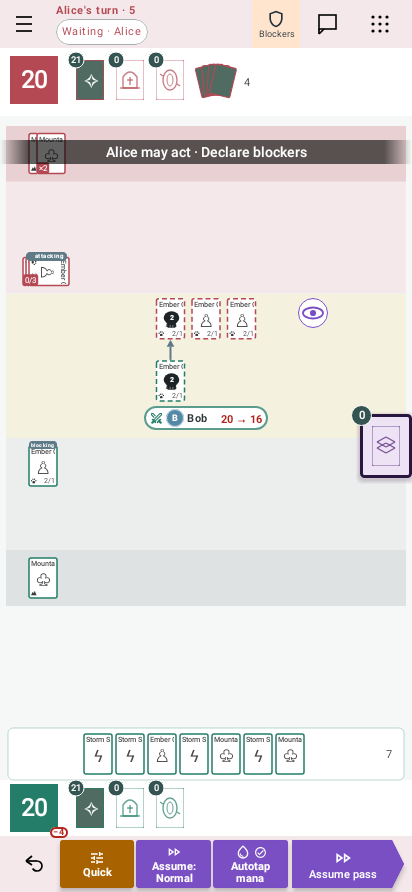 Alice's turn · 5
Waiting · Alice
Blockers
20
21
0
0
4
Mounta
×2
Alice may act · Declare blockers
attacking
0/3
Ember (
Ember (
Ember (
Ember (
2
2/1
2/1
2/1
Ember (
2
2/1
B
Bob
20 → 16
0
blocking
Ember (
2/1
Mounta
Storm S
Storm S
Ember (
Storm S
Mounta
Storm S
Mounta
7
20
21
0
0
-4
Quick
Assume:
Normal
Autotap
mana
Assume pass